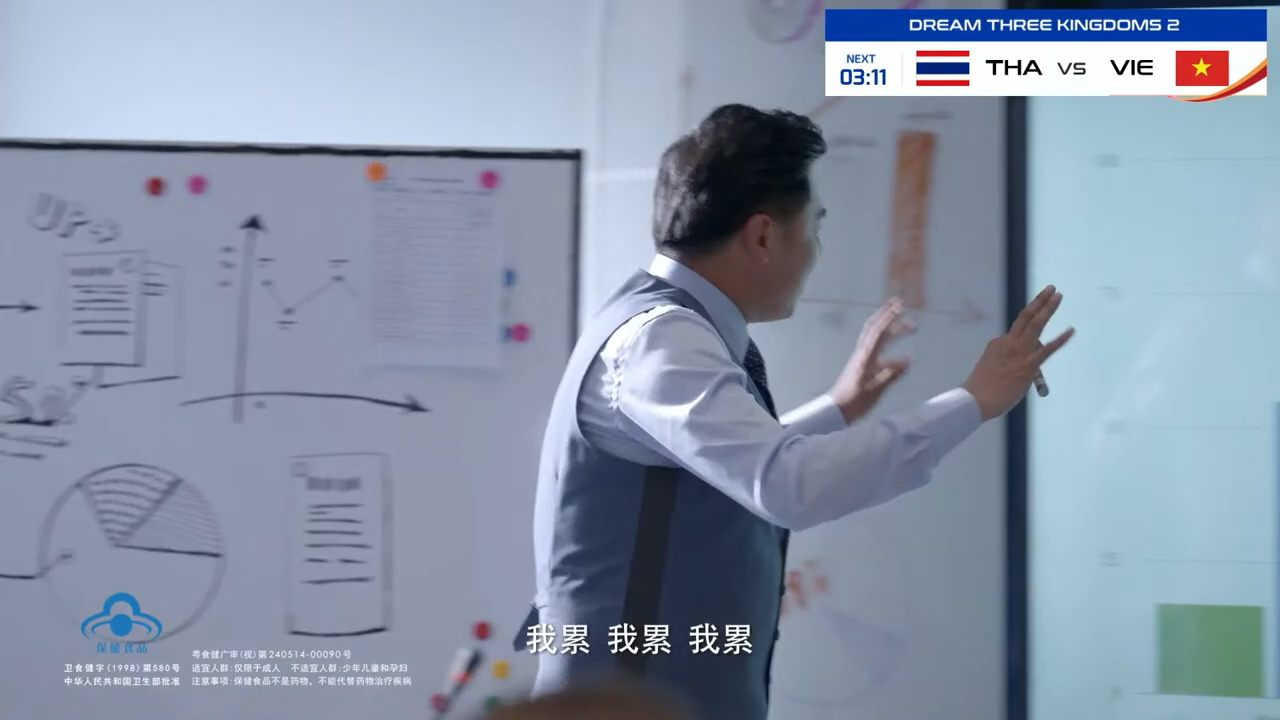 DREAM THREE KINGDOMS 2
NEXT
03:11
THA VS VIE
UP
我累 我累 我累
保健食品
卫食健字(1998)第580号
中华人民共和国卫生部批准
粤食健广审(视)第240514-00090号
适宜人群:仅限于成人 不适宜人群:少年儿童和孕妇
注意事项:保健食品不是药物,不能代替药物治疗疾病